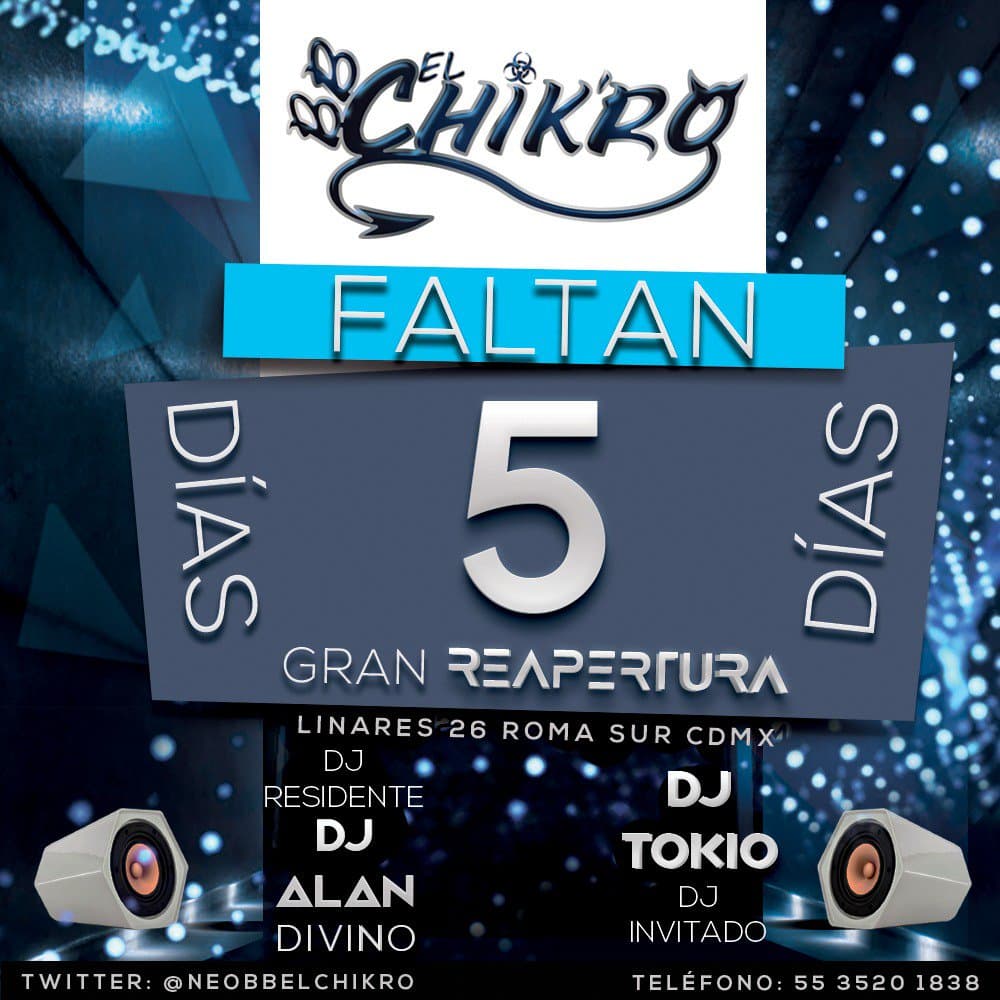 BB EL CHIK'RO
FALTAN
DÍAS
5
DÍAS
GRAN REAPERTURA
LINARES 26 ROMA SUR CDMX
DJ
RESIDENTE
DJ
ALAN
DIVINO
DJ
TOKIO
DJ
INVITADO
TWITTER: @NEOBBELCHIKRO
TELÉFONO: 55 3520 1838